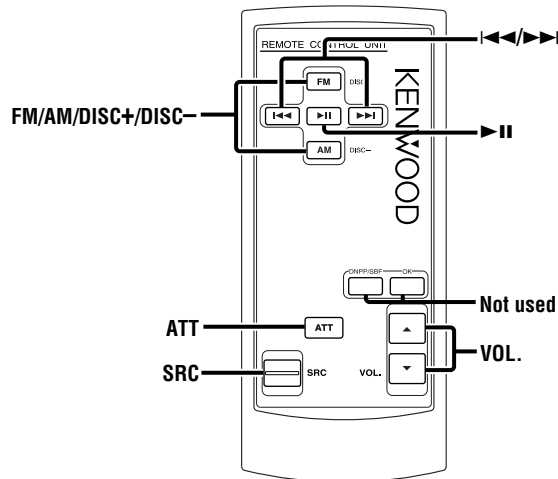 REMOTE CONTROL UNIT
|◄◄/►►|
FM DISC
KENWOOD
FM/AM/DISC+/DISC–
|◄◄ ►II ►►|
►II
AM DISC–
DNPP/SBF OK
Not used
ATT
ATT
▲
VOL.
SRC
SRC
VOL.
▼